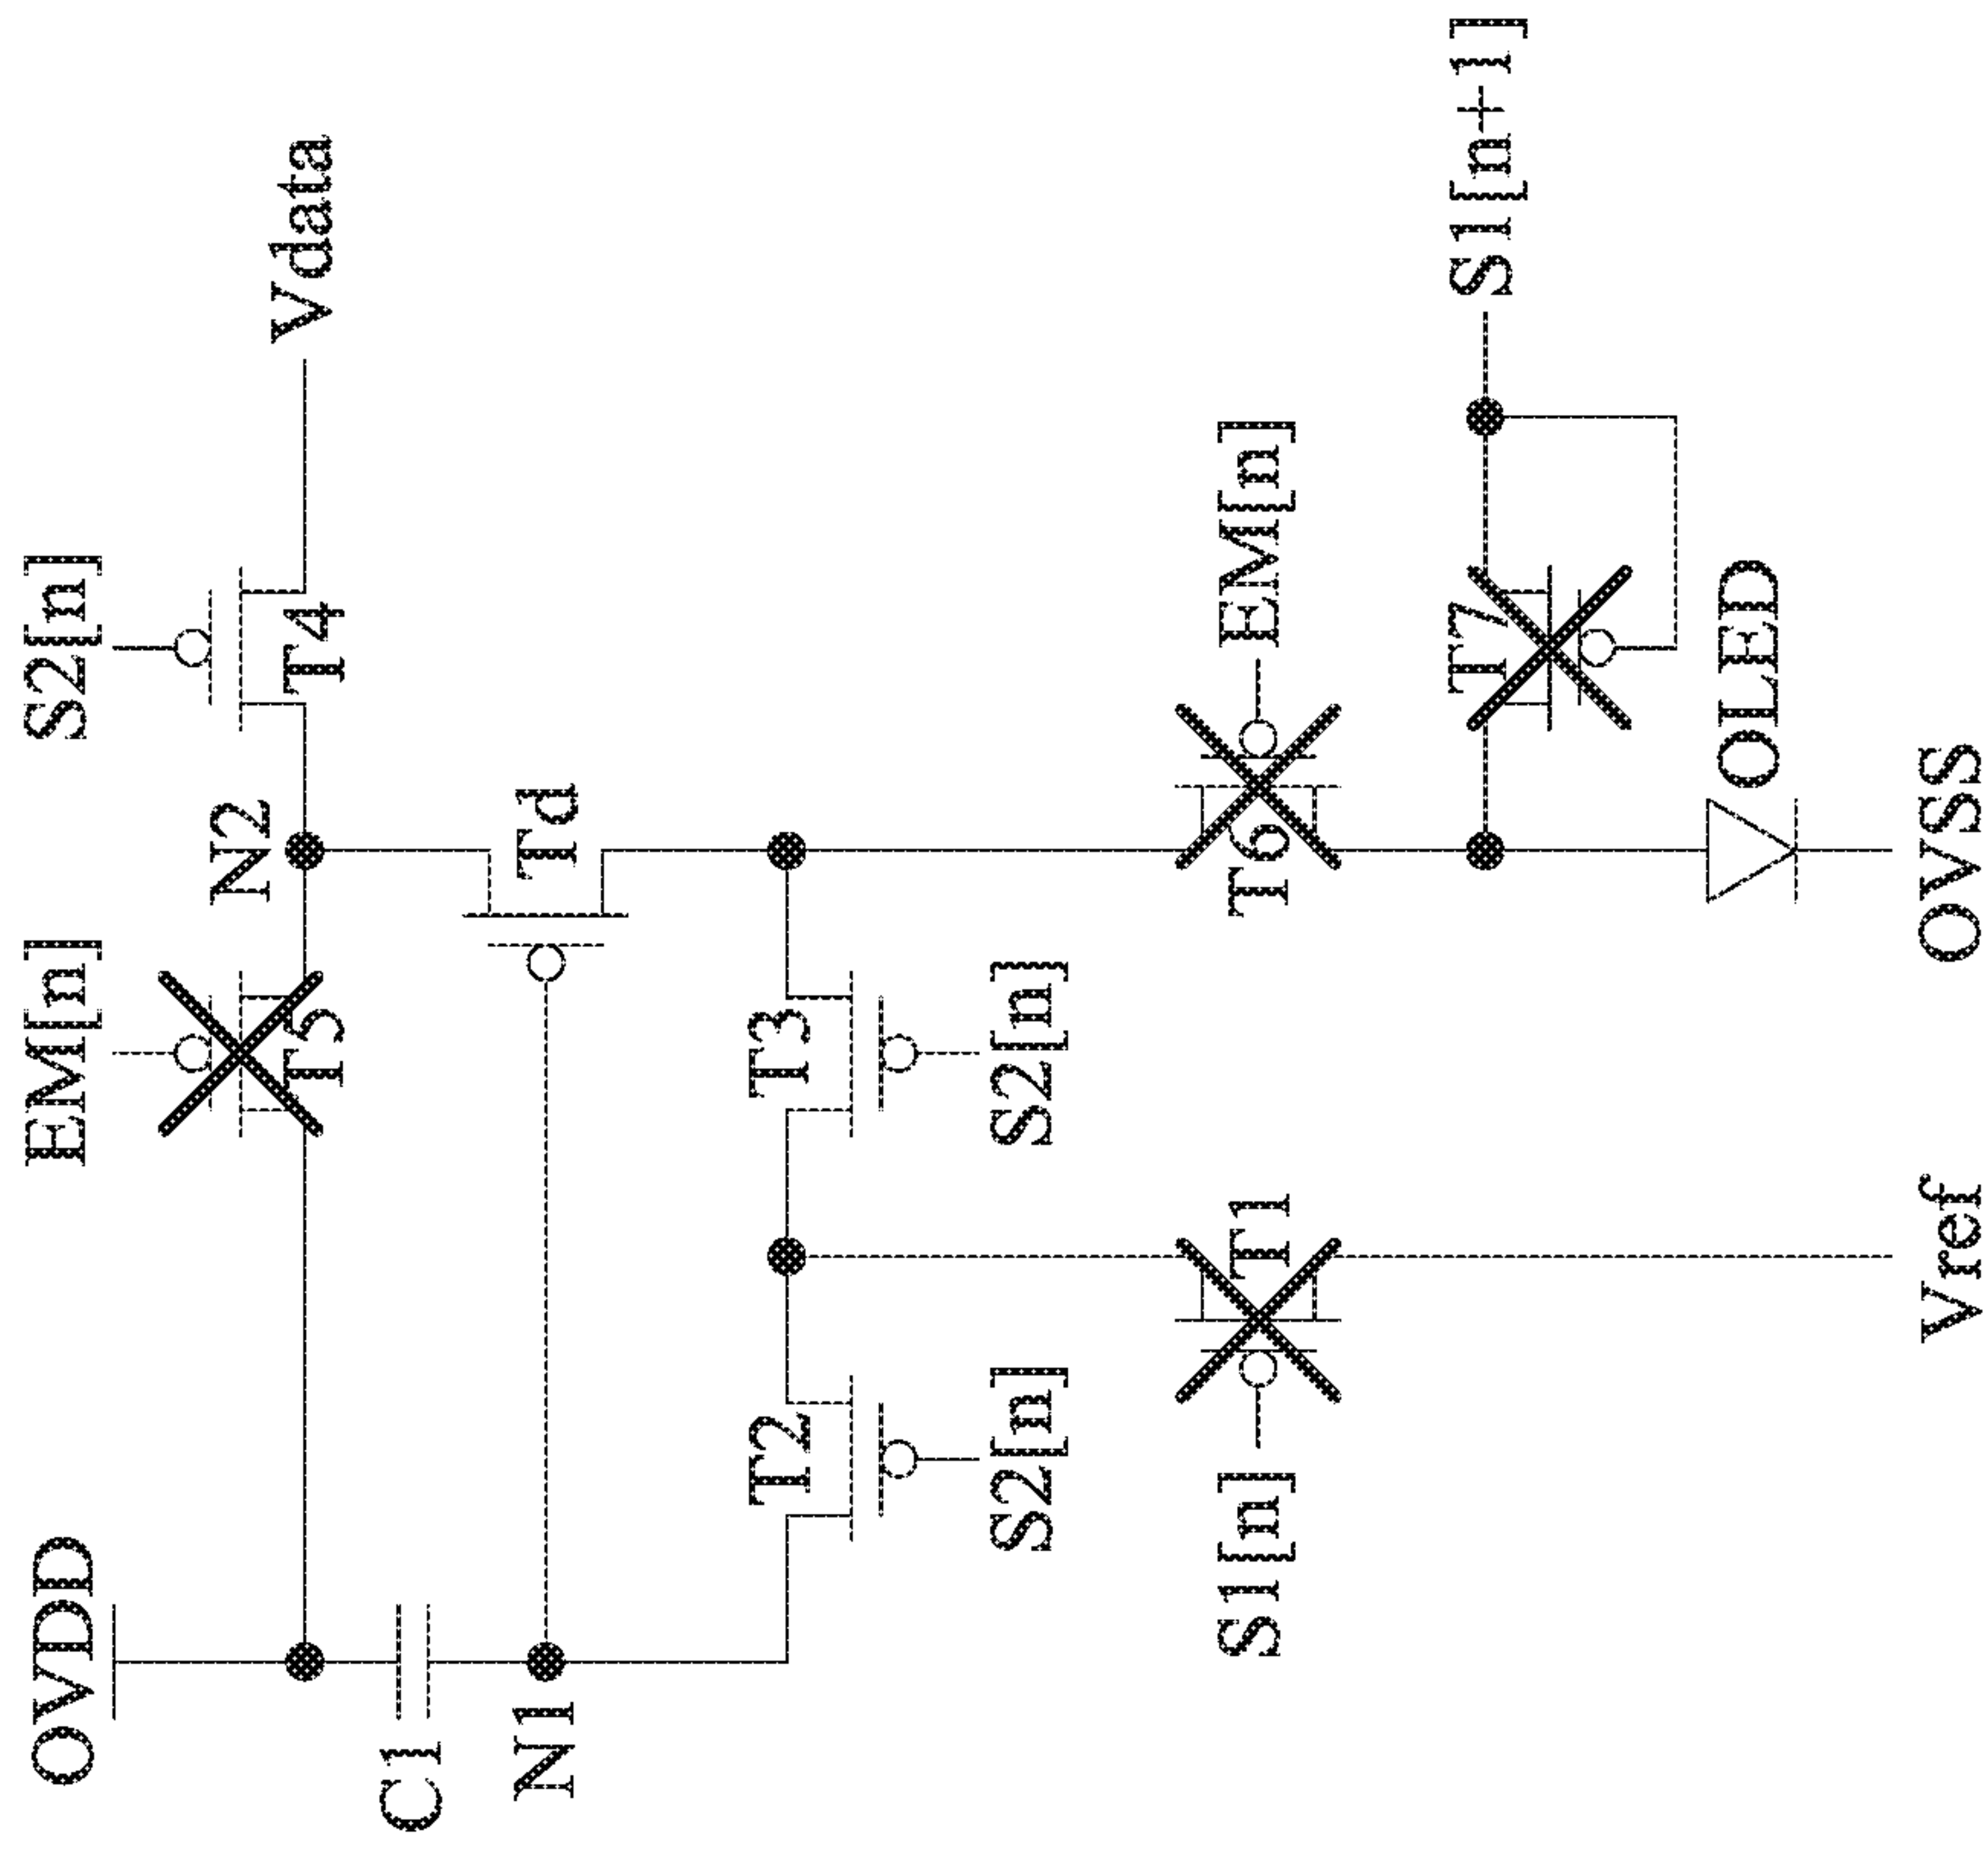 S2[n]
Vdata
EM[n]
N2
T4
T5
OVDD
Td
C1
N1
T3
T2
S2[n]
S2[n]
EM[n]
T6
T1
S1[n]
S1[n+1]
T7
OLED
OVSS
Vref